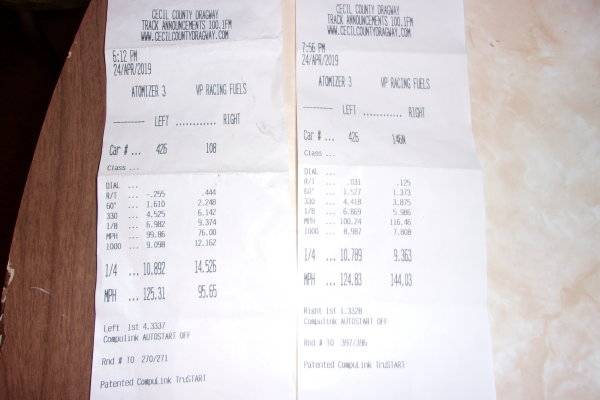 CECIL COUNTY DRAGWAY
TRACK ANNOUNCEMENTS 100.1FM
WWW.CECILCOUNTYDRAGWAY.COM
6:12 PM
24/APR/2019
ATOMIZER 3 VP RACING FUELS
--------- LEFT ............ RIGHT
Car # ... 426 108
Class ...
DIAL ...
R/T ... -.255 .444
60" ... 1.610 2.248
330 ... 4.525 6.142
1/8 ... 6.982 9.374
MPH ... 99.86 76.00
1000 ... 9.098 12.162
1/4 ... 10.892 14.526
MPH ... 125.31 95.65
Left 1st 4.3337
Compulink AUTOSTART OFF
Rnd # TO 270/271
Patented CompuLink TruSTART
CECIL COUNTY DRAGWAY
TRACK ANNOUNCEMENTS 100.1FM
WWW.CECILCOUNTYDRAGWAY.COM
7:56 PM
24/APR/2019
ATOMIZER 3 VP RACING FUELS
--------- LEFT ............ RIGHT
Car # ... 426
Class ...
DIAL ...
R/T ... .031 .125
60" ... 1.527 1.373
330 ... 4.418 3.875
1/8 ... 6.869 5.986
MPH ... 100.24 116.46
1000 ... 8.987 7.808
1/4 ... 10.789 9.363
MPH ... 124.83 144.03
Right 1st 1.3320
Compulink AUTOSTART OFF
Rnd # TO 397/396
Patented CompuLink TruSTART